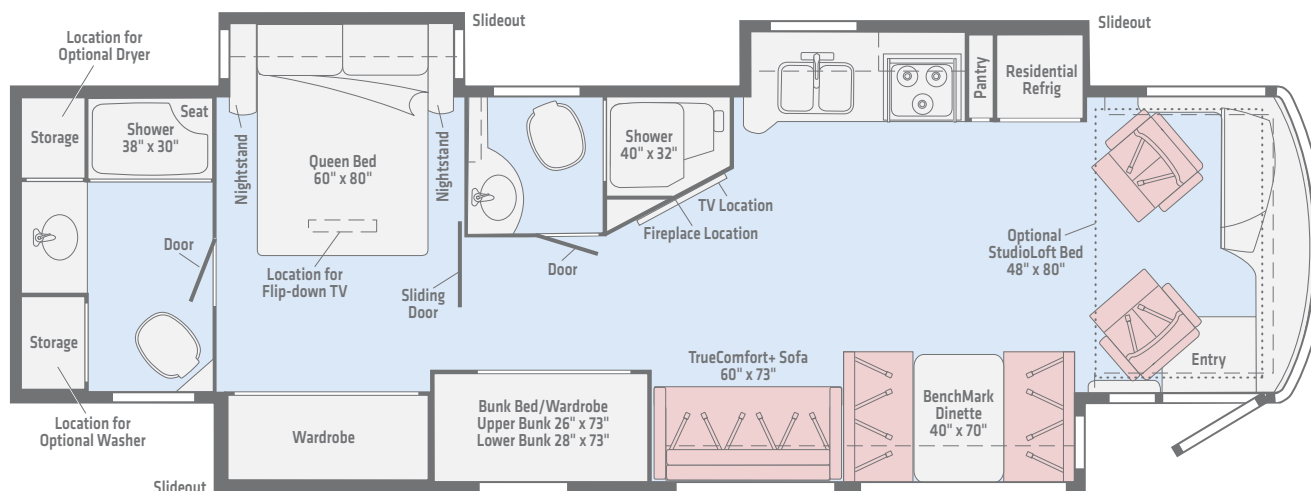 Slideout
Slideout
Location for
Optional Dryer
Storage
Seat
Shower
38" x 30"
Nightstand
Queen Bed
60" x 80"
Nightstand
Shower
40" x 32"
Pantry
Residential
Refrig
TV Location
Fireplace Location
Door
Location for
Flip-down TV
Sliding
Door
Door
Optional
StudioLoft Bed
48" x 80"
Storage
Location for
Optional Washer
Wardrobe
Bunk Bed/Wardrobe
Upper Bunk 26" x 73"
Lower Bunk 28" x 73"
TrueComfort+ Sofa
60" x 73"
BenchMark
Dinette
40" x 70"
Entry
Slideout